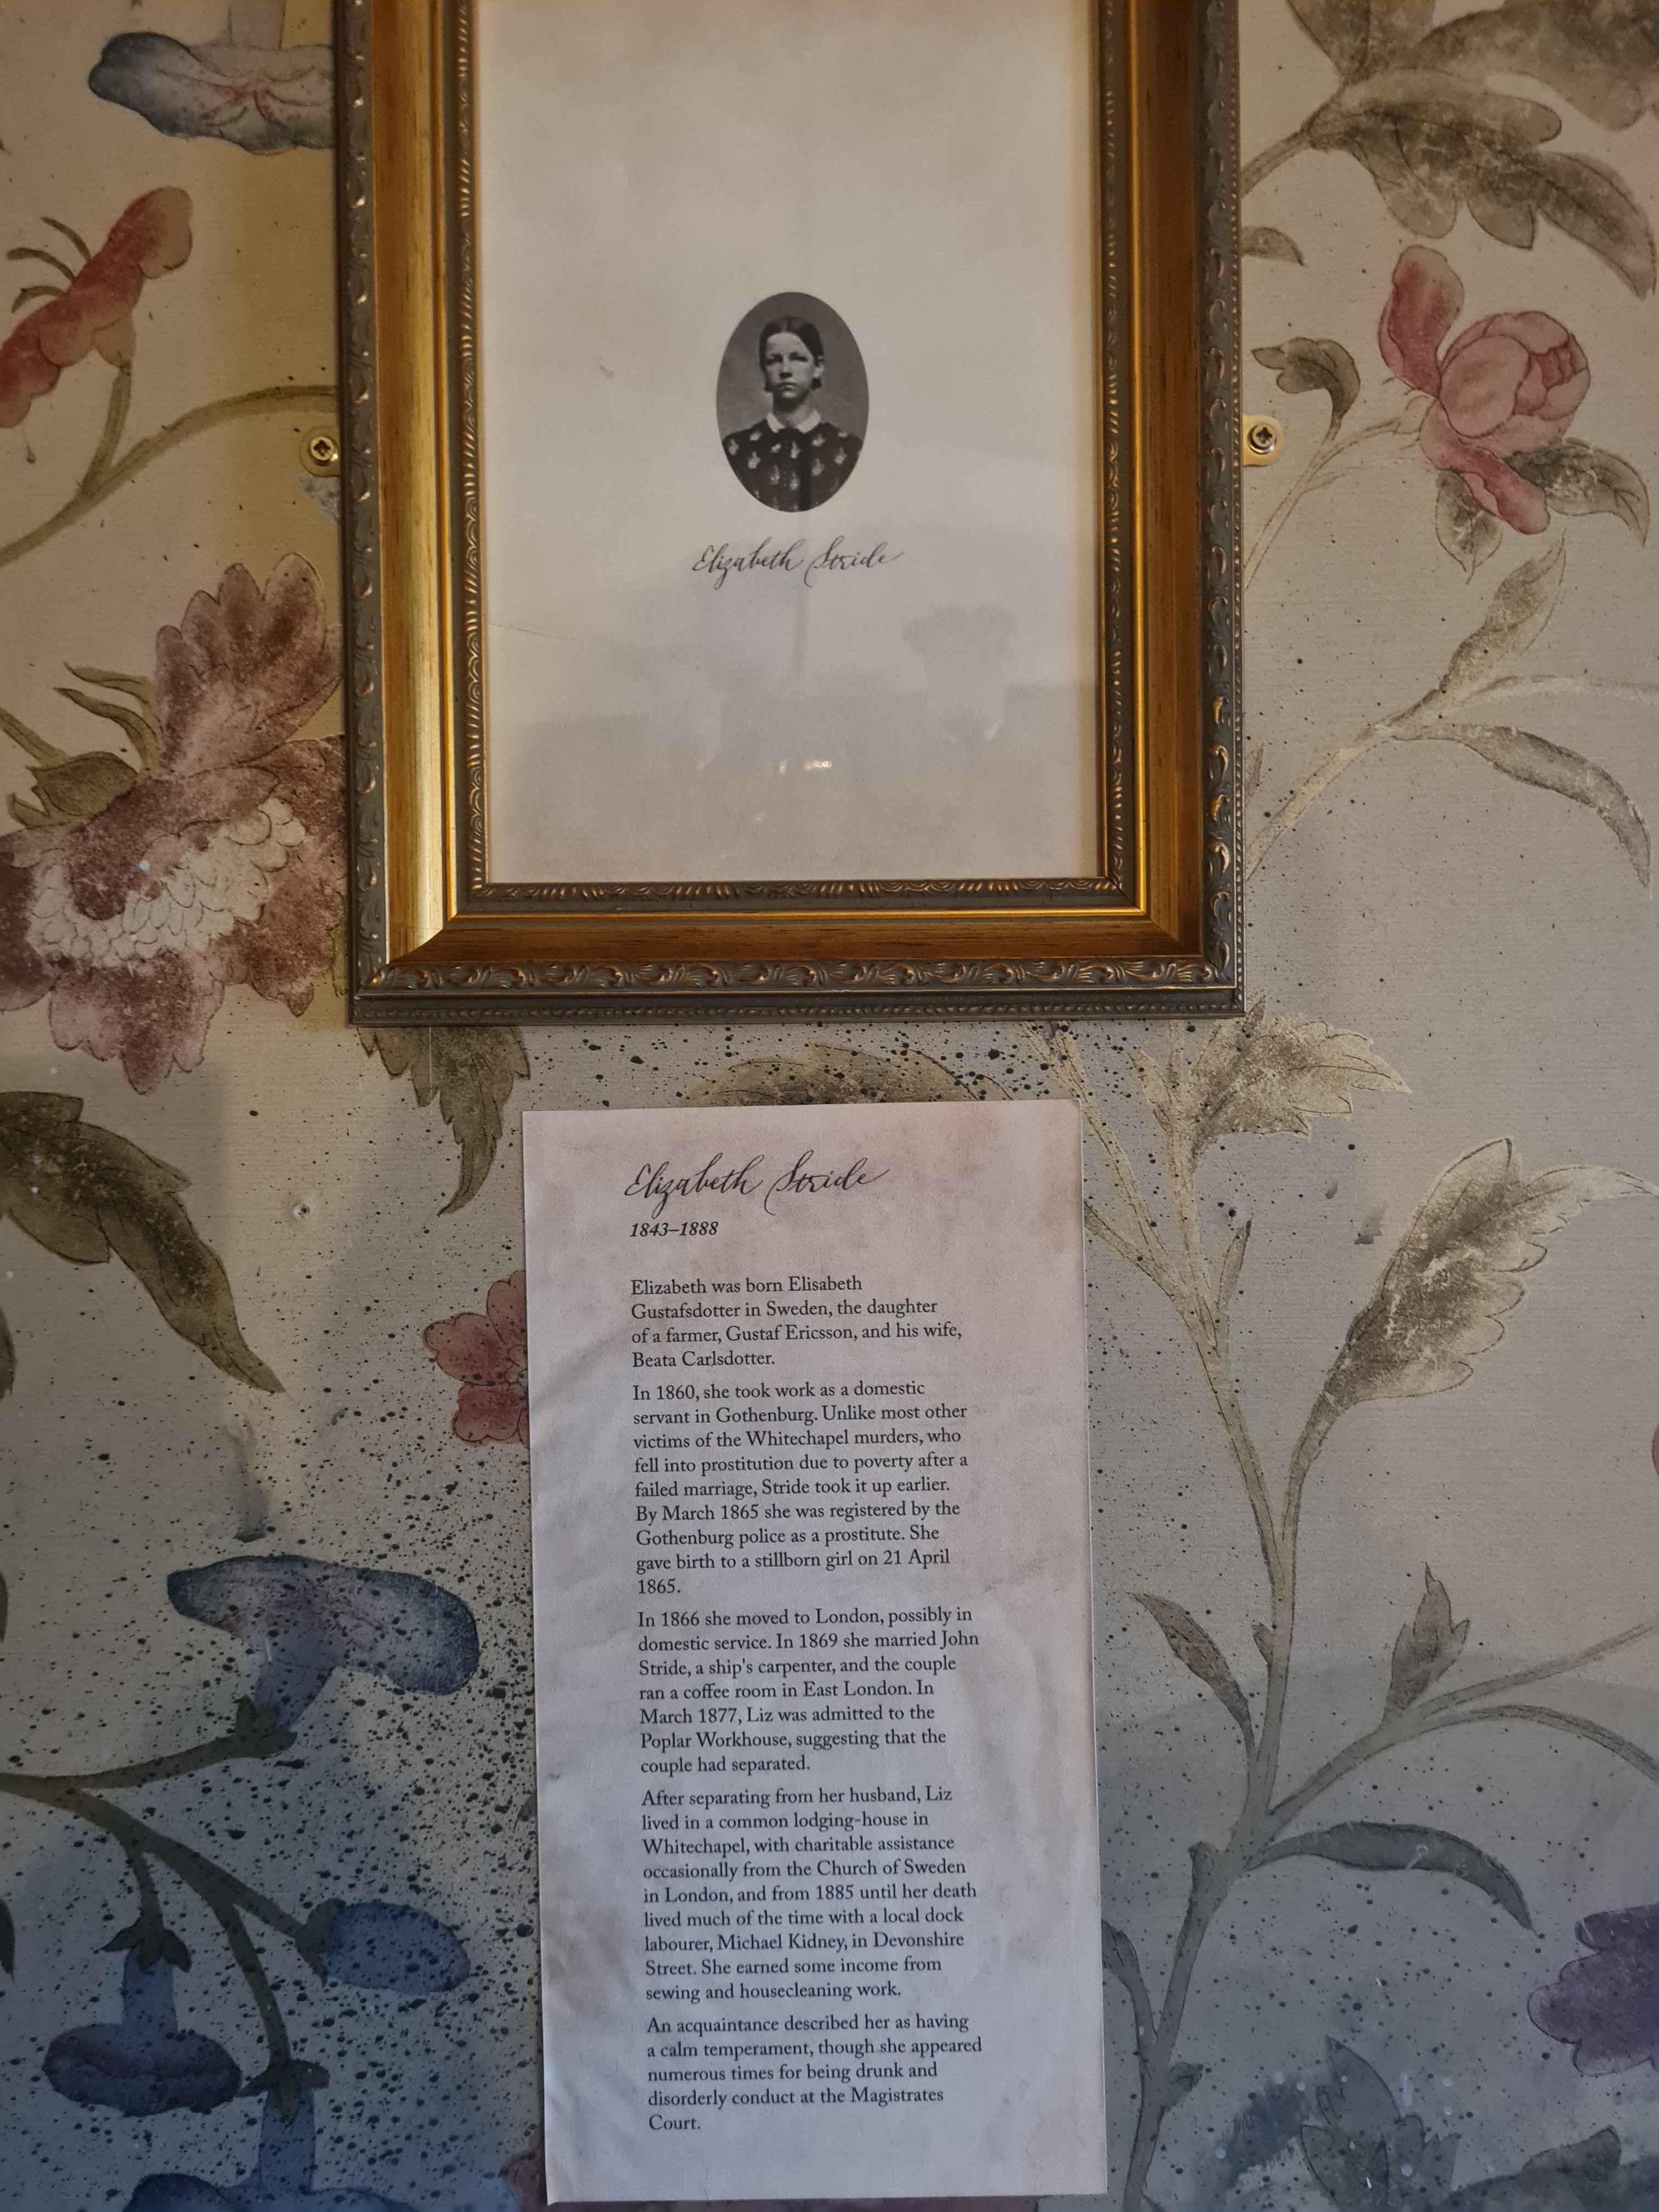 Elizabeth Stride
Elizabeth Stride
1843–1888
Elizabeth was born Elisabeth
Gustafsdotter in Sweden, the daughter
of a farmer, Gustaf Ericsson, and his wife,
Beata Carlsdotter.
In 1860, she took work as a domestic
servant in Gothenburg. Unlike most other
victims of the Whitechapel murders, who
fell into prostitution due to poverty after a
failed marriage, Stride took it up earlier.
By March 1865 she was registered by the
Gothenburg police as a prostitute. She
gave birth to a stillborn girl on 21 April
1865.
In 1866 she moved to London, possibly in
domestic service. In 1869 she married John
Stride, a ship's carpenter, and the couple
ran a coffee room in East London. In
March 1877, Liz was admitted to the
Poplar Workhouse, suggesting that the
couple had separated.
After separating from her husband, Liz
lived in a common lodging-house in
Whitechapel, with charitable assistance
occasionally from the Church of Sweden
in London, and from 1885 until her death
lived much of the time with a local dock
labourer, Michael Kidney, in Devonshire
Street. She earned some income from
sewing and housecleaning work.
An acquaintance described her as having
a calm temperament, though she appeared
numerous times for being drunk and
disorderly conduct at the Magistrates
Court.